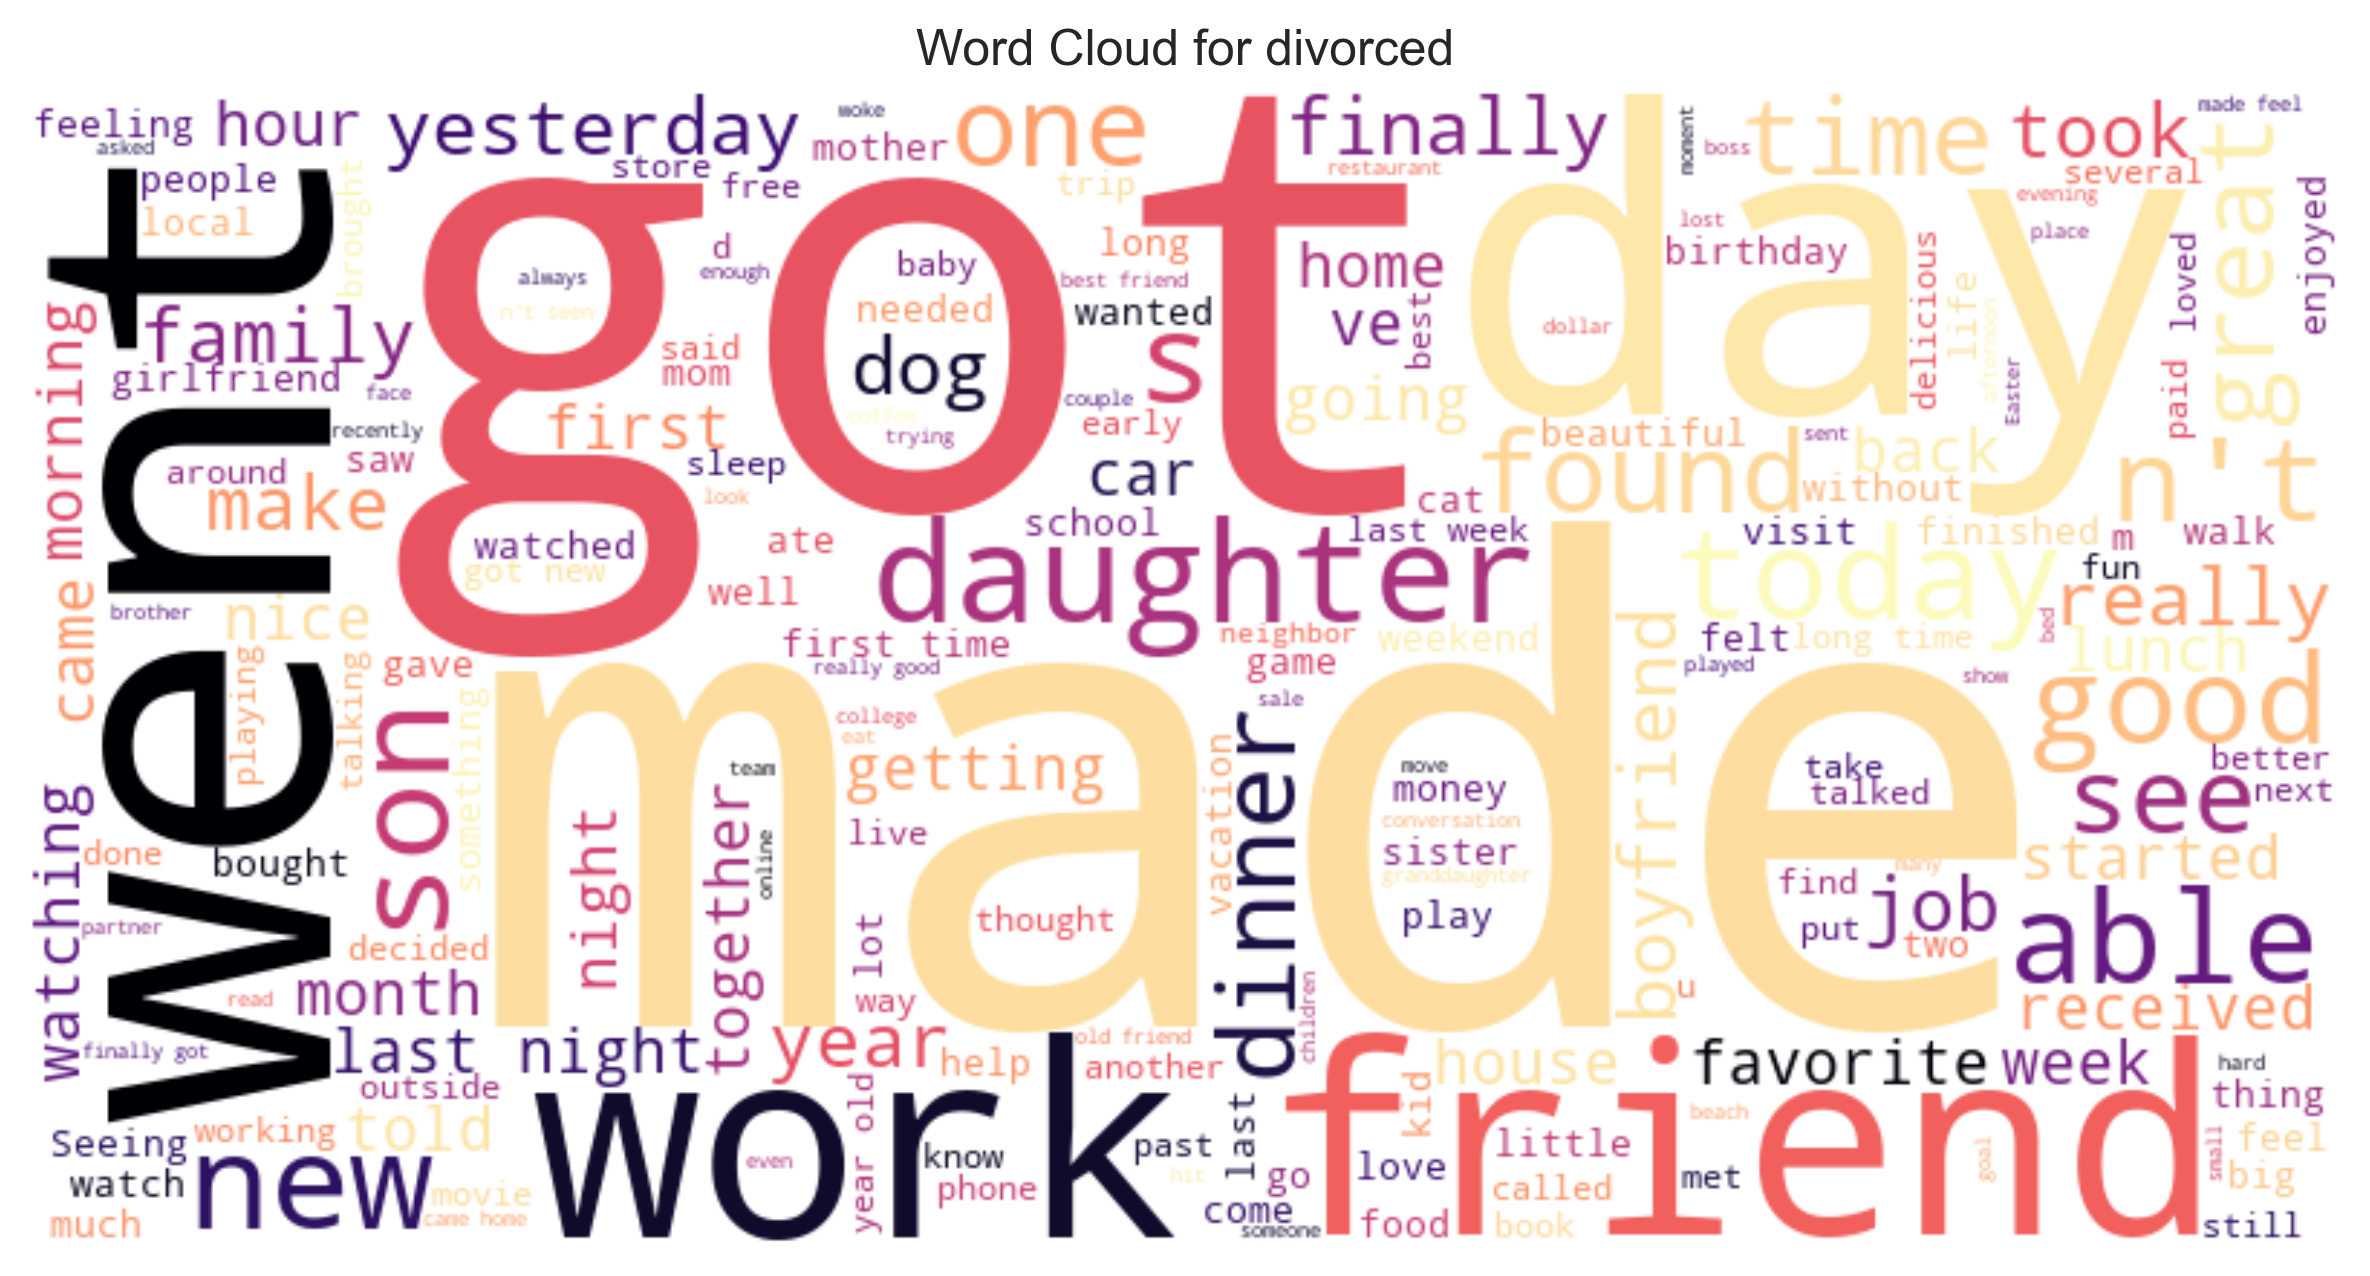 Word Cloud for divorced
feeling
hour
yesterday
woke
mother
one
finally
moment
boss
time
took
made feel
asked
people
store
free
restaurant
trip
several
evening
great
local
brought
went
got
day
d
enough
always
n't seen
baby
needed
dog
coffee
trying
long
best friend
wanted
home
ve
best
s
lost
birthday
dollar
delicious
life
afternoon
place
loved
enjoyed
Easter
paid
morning
family
girlfriend
face
said
mom
couple
early
going
first
recently
saw
around
make
sleep
look
car
beautiful
sent
found
back
without
n't
cat
watched
got new
ate
well
school
daughter
last week
visit
finished
m
walk
today
fun
really
came
brother
nice
first time
really good
neighbor
game
weekend
felt
long time
bed
lunch
played
show
good
playing
talking
gave
something
son
made
college
eat
getting
sale
vacation
dinner
boyfriend
team
online
night
together
live
thought
move
money
conversation
sister
granddaughter
play
take
talked
better
see
next
started
many
find
job
put
two
able
watching
done
bought
partner
decided
month
read
lot
way
u
received
finally got
last night
year
help
old friend
another
children
house
favorite
week
hard
outside
thing
Seeing
working
told
work
year old
know
past
last
kid
friend
beach
little
love
go
met
goal
small
feel
watch
new
movie
even
phone
hit
called
big
much
came home
come
someone
food
book
still